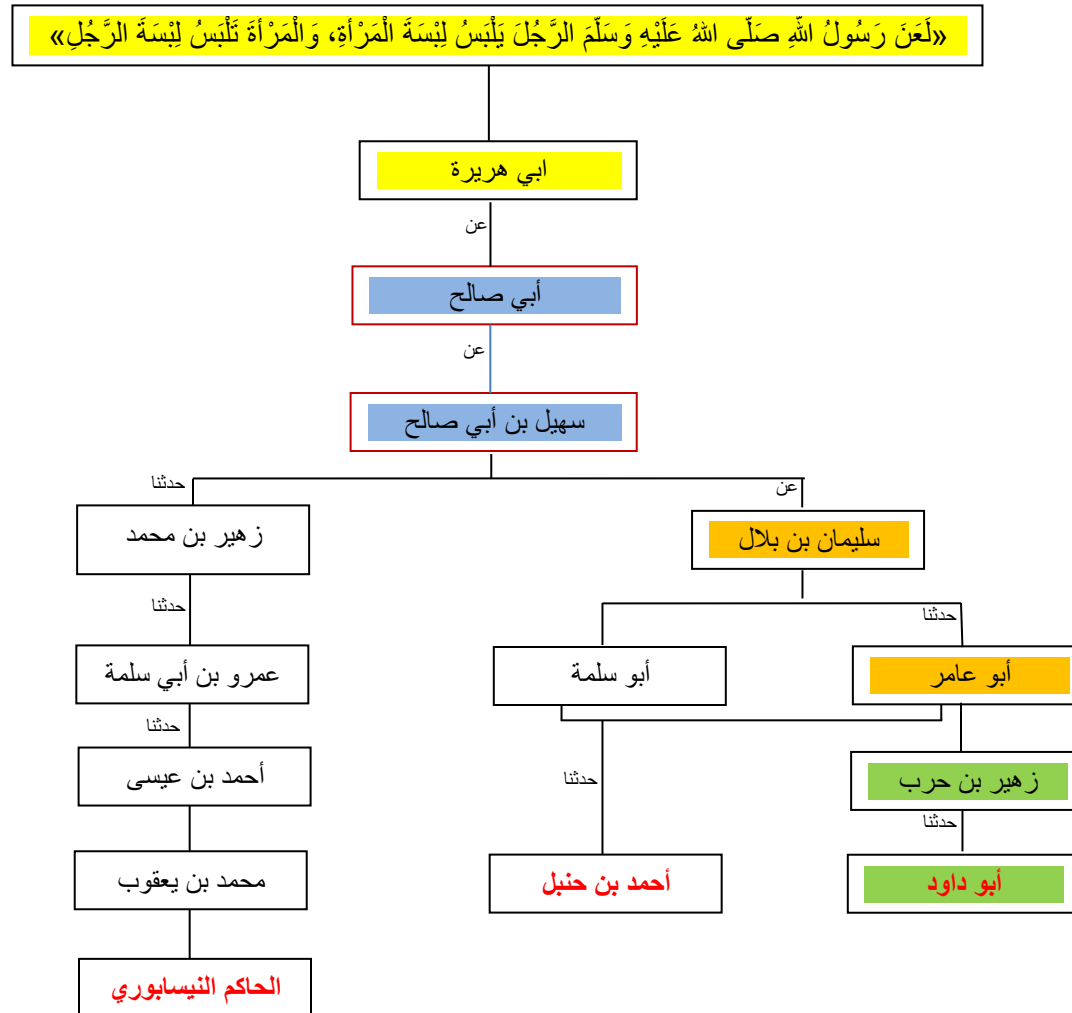 «لَعَنَ رَسُولُ اللَّهِ صَلَّى اللهُ عَلَيْهِ وَسَلَّمَ الرَّجُلَ يَلْبَسُ لِبْسَةَ الْمَرْأَةِ، وَالْمَرْأَةَ تَلْبَسُ لِبْسَةَ الرَّجُلِ»
ابي هريرة
عن
أبي صالح
عن
سهيل بن أبي صالح
عن
حدثنا
سليمان بن بلال
زهير بن محمد
حدثنا
حدثنا
أبو عامر
أبو سلمة
عمرو بن أبي سلمة
حدثنا
زهير بن حرب
حدثنا
أحمد بن عيسى
حدثنا
أبو داود
أحمد بن حنبل
محمد بن يعقوب
الحاكم النيسابوري